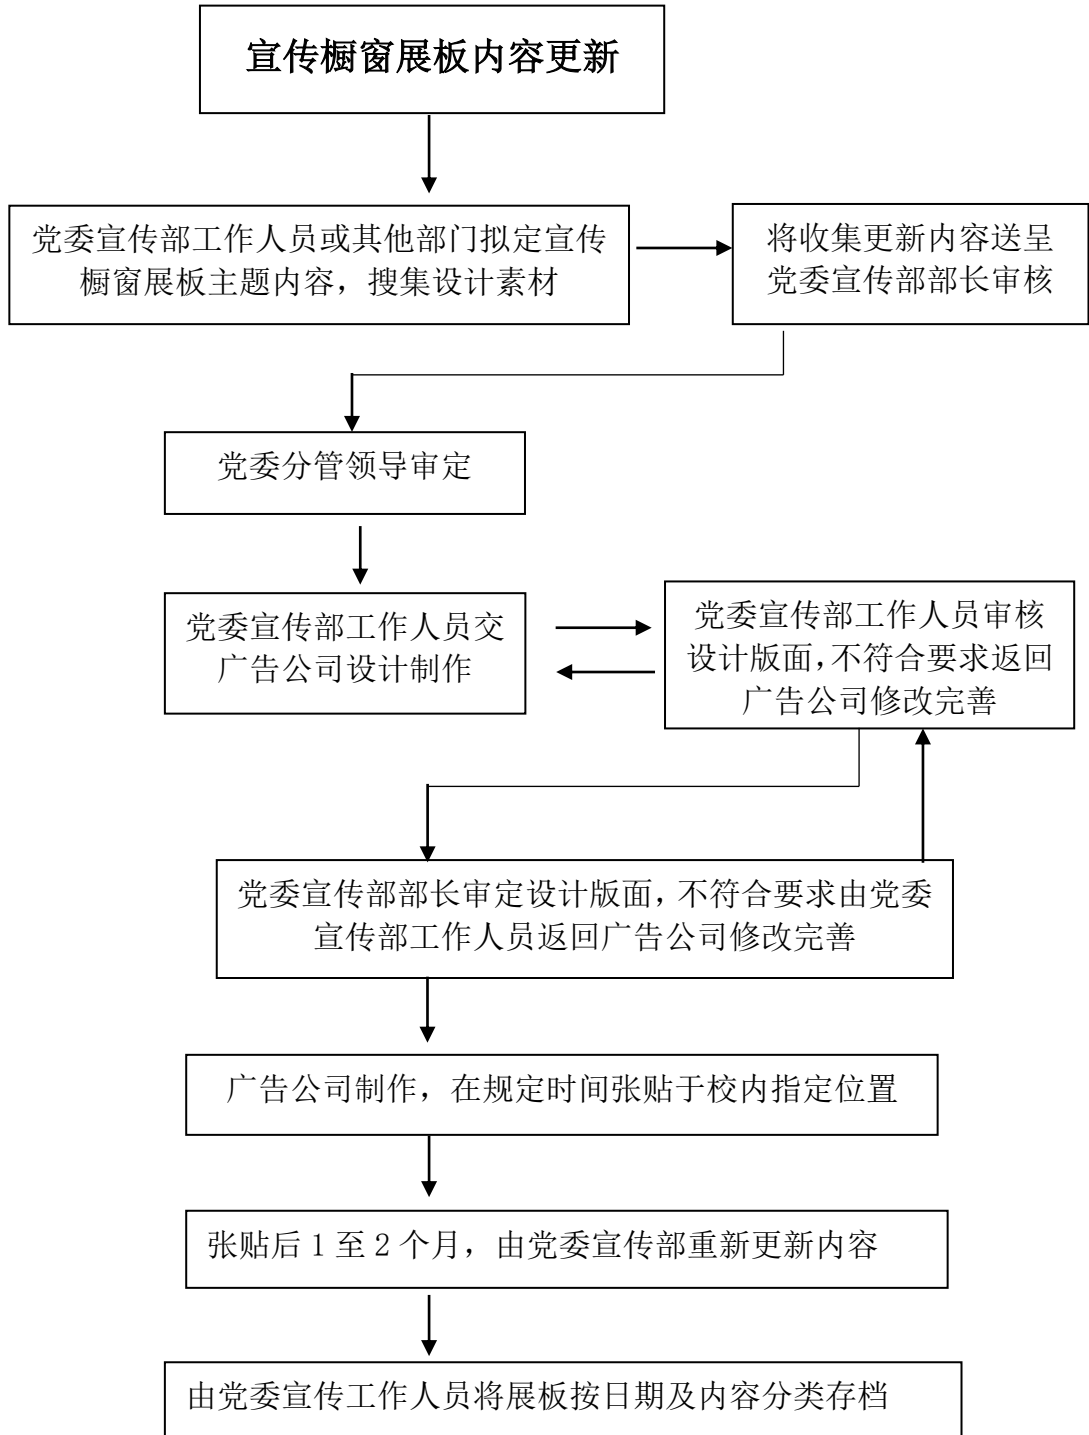 宣传橱窗展板内容更新
党委宣传部工作人员或其他部门拟定宣传
橱窗展板主题内容，搜集设计素材
将收集更新内容送呈
党委宣传部部长审核
党委分管领导审定
党委宣传部工作人员交
广告公司设计制作
党委宣传部工作人员审核
设计版面，不符合要求返回
广告公司修改完善
党委宣传部部长审定设计版面，不符合要求由党委
宣传部工作人员返回广告公司修改完善
广告公司制作，在规定时间张贴于校内指定位置
张贴后 1 至 2 个月，由党委宣传部重新更新内容
由党委宣传工作人员将展板按日期及内容分类存档